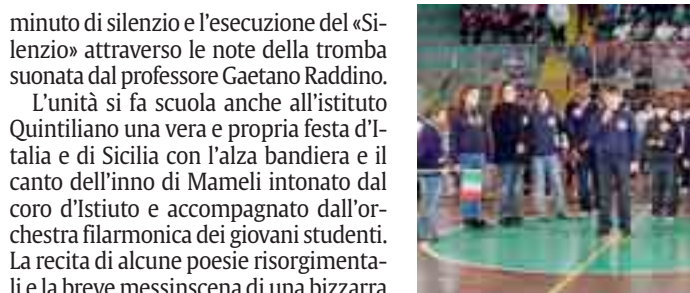 minuto di silenzio e l'esecuzione del «Si-
lenzio» attraverso le note della tromba
suonata dal professore Gaetano Raddino.
L'unità si fa scuola anche all'istituto
Quintiliano una vera e propria festa d'I-
talia e di Sicilia con l'alza bandiera e il
canto dell'inno di Mameli intonato dal
coro d'Istiuto e accompagnato dall'or-
chestra filarmonica dei giovani studenti.
La recita di alcune poesie risorgimenta-
li e la breve messinscena di una bizzarra